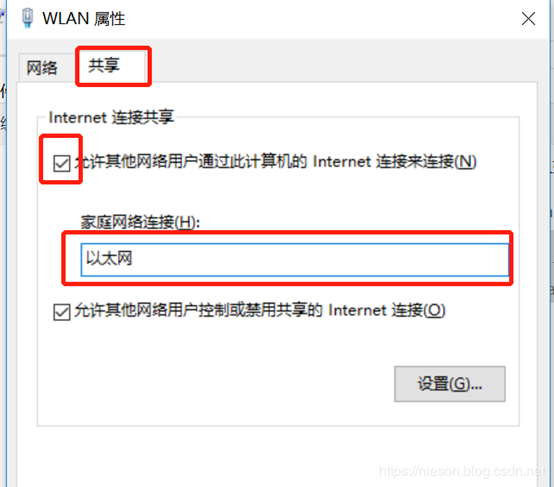 WLAN 属性
网络
共享
Internet 连接共享
允许其他网络用户通过此计算机的 Internet 连接来连接(N)
家庭网络连接(H):
以太网
允许其他网络用户控制或禁用共享的 Internet 连接(O)
设置(G)...
https://nieson.blog.csdn.net